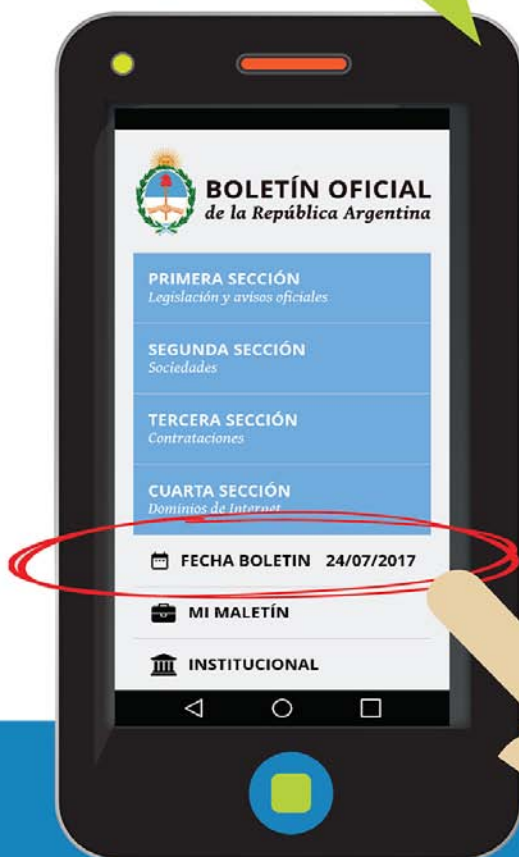 BOLETÍN OFICIAL
de la República Argentina
PRIMERA SECCIÓN
Legislación y avisos oficiales
SEGUNDA SECCIÓN
Sociedades
TERCERA SECCIÓN
Contrataciones
CUARTA SECCIÓN
Dominios de Internet
FECHA BOLETIN 24/07/2017
MI MALETÍN
INSTITUCIONAL